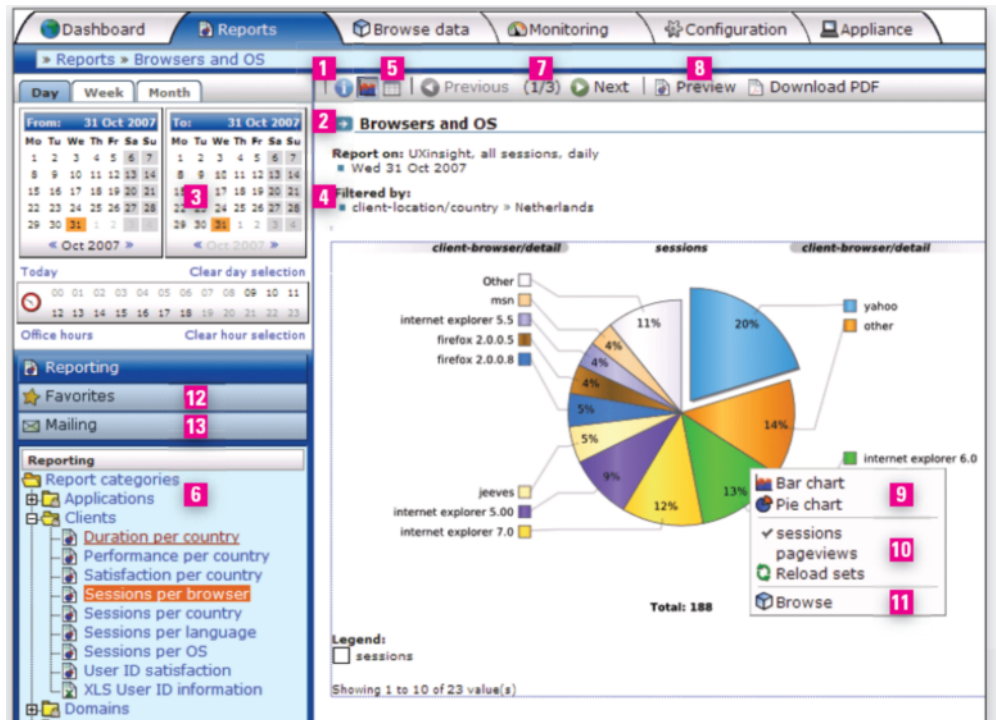 Dashboard Reports Browse data Monitoring Configuration Appliance
» Reports » Browsers and OS
1 5 7 8
Previous (1/3) Next Preview Download PDF
Day Week Month
From: 31 Oct 2007 To: 31 Oct 2007
Mo Tu We Th Fr Sa Su Mo Tu We Th Fr Sa Su
1 2 3 4 5 6 7 1 2 3 4 5 6 7
8 9 10 11 12 13 14 8 9 10 11 12 13 14
15 16 17 18 19 20 21 3 17 18 19 20 21
22 23 24 25 26 27 28 22 23 24 25 26 27 28
29 30 31 1 2 29 30 31 1 2 3 4
« Oct 2007 » « Oct 2007 »
Today Clear day selection
00 01 02 03 04 05 06 07 08 09 10 11
12 13 14 15 16 17 18 19 20 21 22 23
Office hours Clear hour selection
Reporting
Favorites 12
Mailing 13
Reporting
Report categories
6
Applications
Clients
Duration per country
Performance per country
Satisfaction per country
Sessions per browser
Sessions per country
Sessions per language
Sessions per OS
User ID satisfaction
XLS User ID information
Domains
2 Browsers and OS
Report on: UXinsight, all sessions, daily
Wed 31 Oct 2007
4 Filtered by:
client-location/country » Netherlands
client-browser/detail sessions client-browser/detail
Other
msn
internet explorer 5.5
firefox 2.0.0.5
firefox 2.0.0.8
jeeves
internet explorer 5.00
internet explorer 7.0
11%
4%
4%
4%
5%
5%
9%
12%
13%
14%
20%
yahoo
other
internet explorer 6.0
Bar chart
9
Pie chart
✓ sessions
pageviews 10
Reload sets
Browse 11
Total: 188
Legend:
sessions
Showing 1 to 10 of 23 value(s)